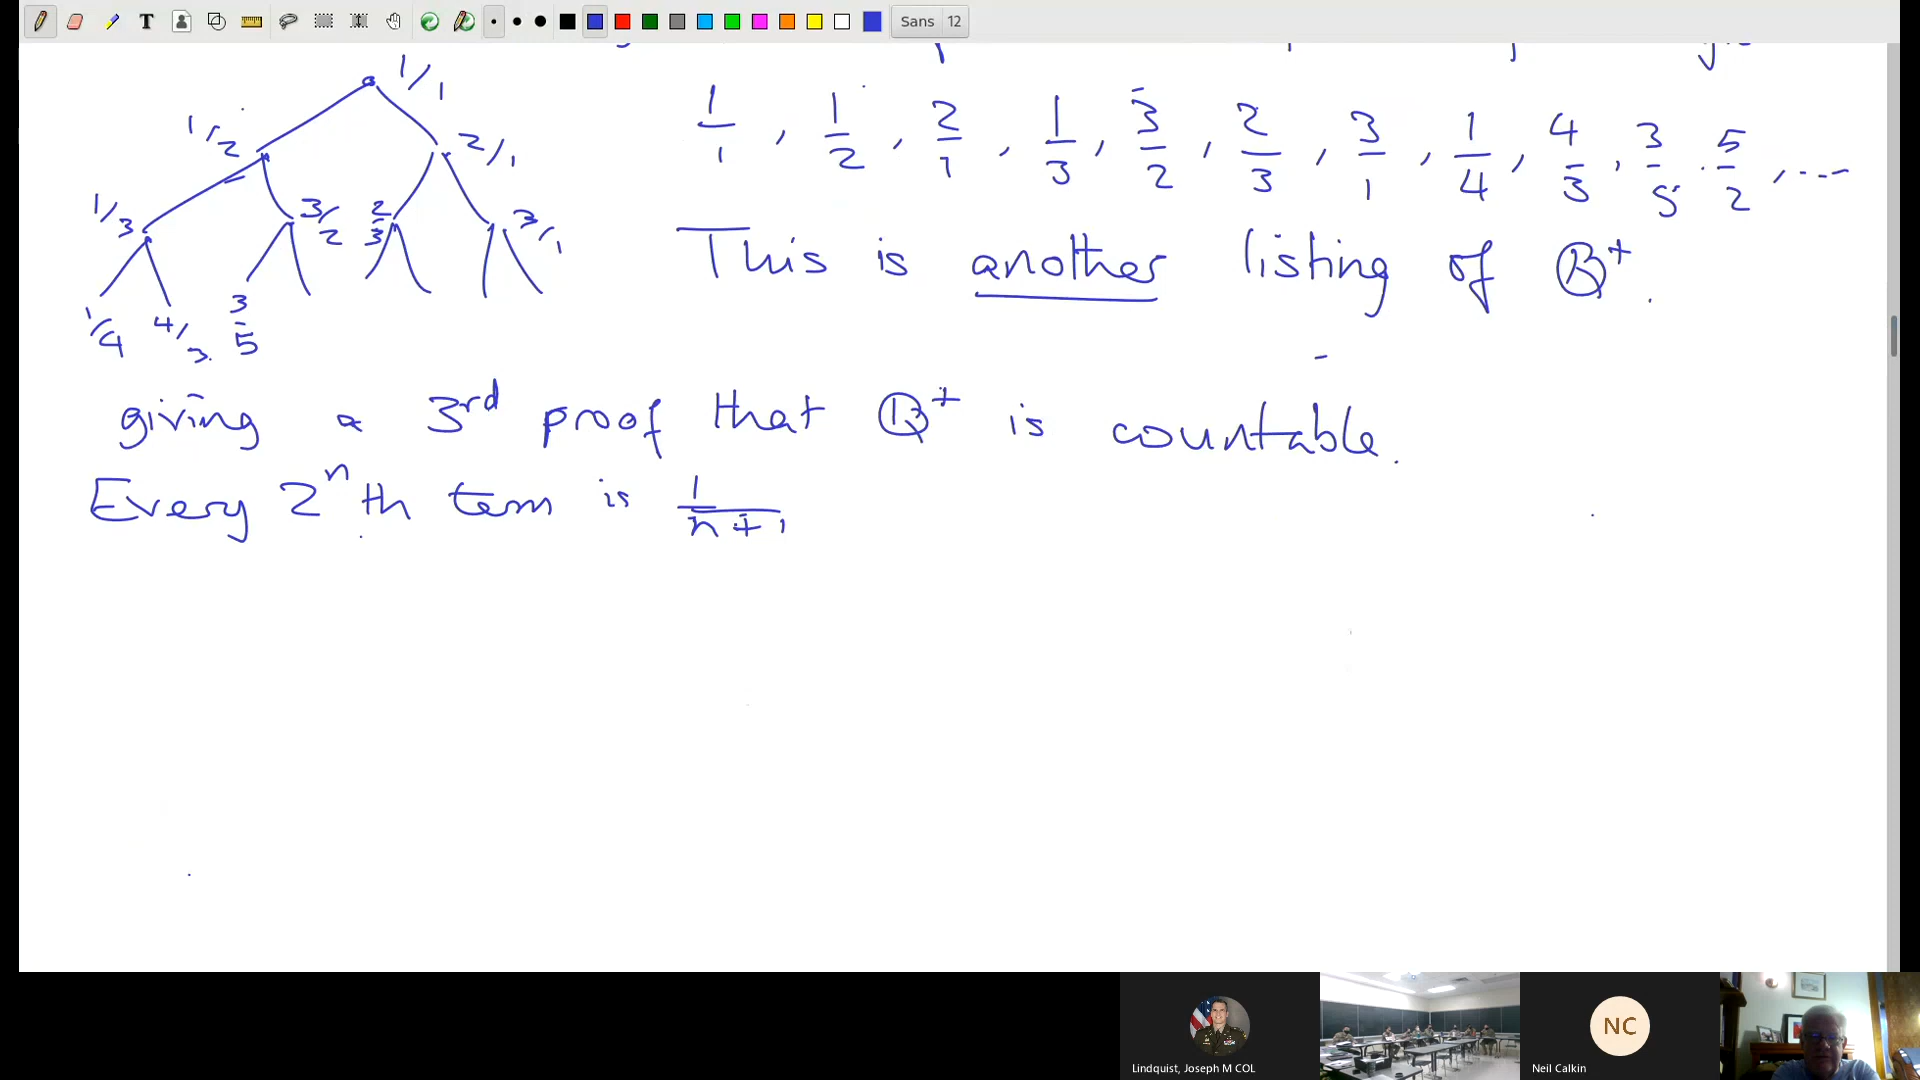 Sans 12
1/1
1/2 2/1
1/3 3/2 2/3 3/1
1/4 4/3 3/5
1/1, 1/2, 2/1, 1/3, 3/2, 2/3, 3/1, 1/4, 4/3, 3/5, 5/2, ....
This is another listing of Q⁺.
giving a 3rd proof that Q⁺ is countable.
Every 2ⁿth term is 1/n+1
Lindquist, Joseph M COL
NC
Neil Calkin